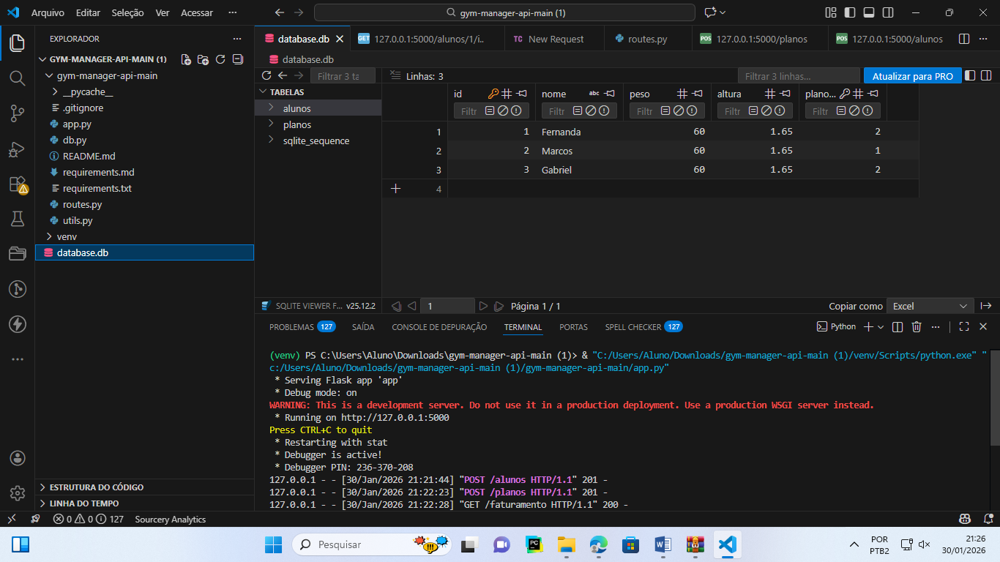 Arquivo Editar Seleção Ver Acessar ··· gym-manager-api-main (1)
EXPLORADOR ···
GYM-MANAGER-API-MAIN (1)
gym-manager-api-main
__pycache__
.gitignore
app.py
db.py
README.md
requirements.md
requirements.txt
routes.py
utils.py
venv
database.db
ESTRUTURA DO CÓDIGO
LINHA DO TEMPO
database.db GET 127.0.0.1:5000/alunos/1/i.. TC New Request routes.py POS 127.0.0.1:5000/planos POS 127.0.0.1:5000/alunos ···
database.db
Filtrar 3 ta Linhas: 3 Filtrar 3 linhas... Atualizar para PRO
TABELAS
alunos
planos
sqlite_sequence
id nome abc peso altura plano...
Filtr Filtr Filtr Filtr Filtr
1 1 Fernanda 60 1.65 2
2 2 Marcos 60 1.65 1
3 3 Gabriel 60 1.65 2
4
SQLITE VIEWER F... v25.12.2 1 Página 1 / 1 Copiar como Excel
PROBLEMAS 127 SAÍDA CONSOLE DE DEPURAÇÃO TERMINAL PORTAS SPELL CHECKER 127 Python ···
(venv) PS C:\Users\Aluno\Downloads\gym-manager-api-main (1)> & "C:/Users/Aluno/Downloads/gym-manager-api-main (1)/venv/Scripts/python.exe" "
c:/Users/Aluno/Downloads/gym-manager-api-main (1)/gym-manager-api-main/app.py"
* Serving Flask app 'app'
* Debug mode: on
WARNING: This is a development server. Do not use it in a production deployment. Use a production WSGI server instead.
* Running on http://127.0.0.1:5000
Press CTRL+C to quit
* Restarting with stat
* Debugger is active!
* Debugger PIN: 236-370-208
127.0.0.1 - - [30/Jan/2026 21:21:44] "POST /alunos HTTP/1.1" 201 -
127.0.0.1 - - [30/Jan/2026 21:22:23] "POST /planos HTTP/1.1" 201 -
127.0.0.1 - - [30/Jan/2026 21:22:28] "GET /faturamento HTTP/1.1" 200 -
0 0 127 Sourcery Analytics
Pesquisar PC POR 21:26
PTB2 30/01/2026